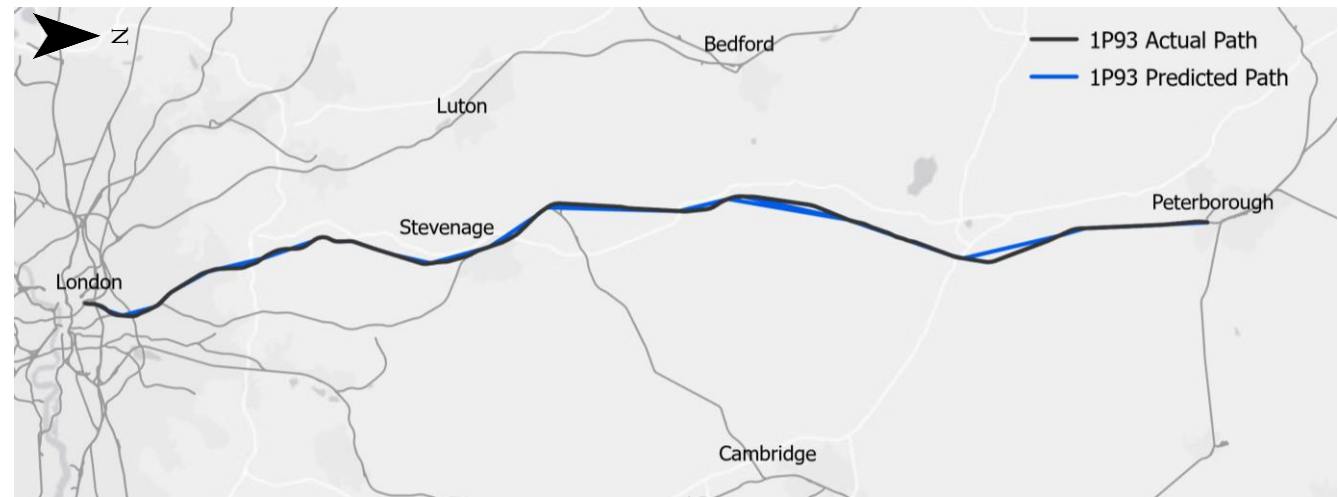 N
Bedford
1P93 Actual Path
1P93 Predicted Path
Luton
Peterborough
Stevenage
London
Cambridge